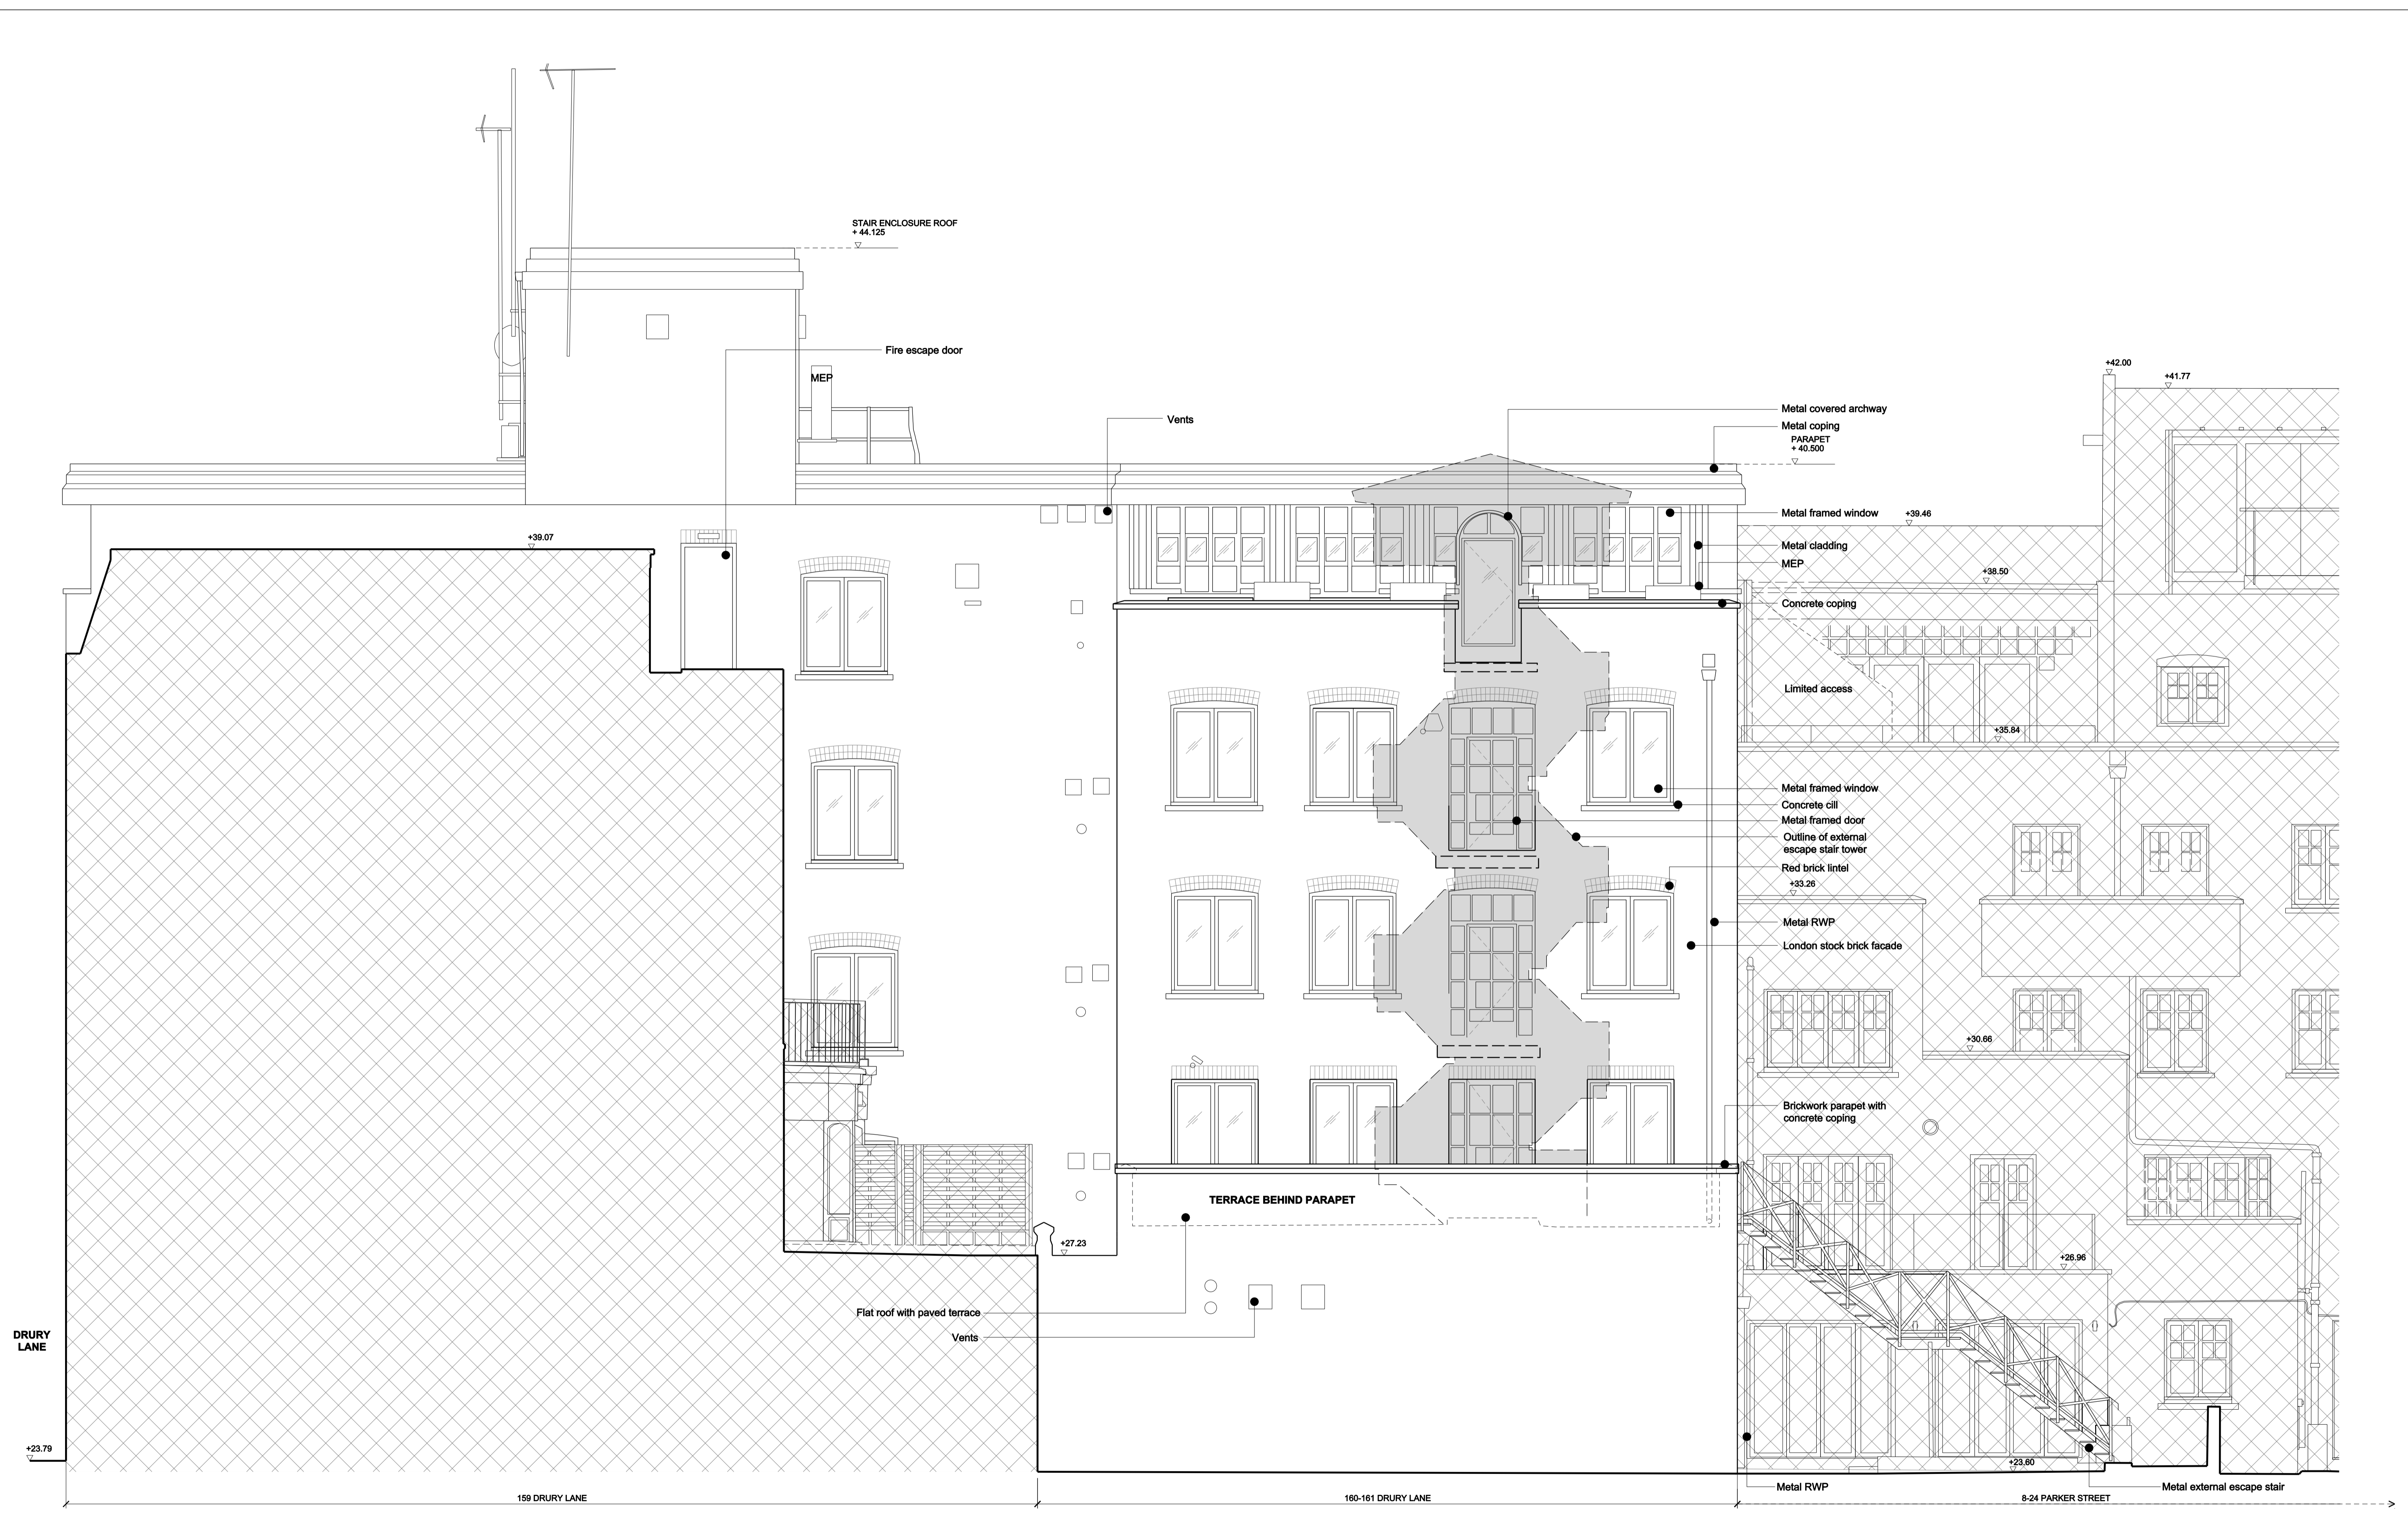 STAIR ENCLOSURE ROOF
+ 44.125
Fire escape door
MEP
Vents
Metal covered archway
Metal coping
PARAPET
+ 40.500
+42.00
+41.77
Metal framed window
+39.46
+39.07
Metal cladding
MEP
+38.50
Concrete coping
Limited access
+35.84
Metal framed window
Concrete cill
Metal framed door
Outline of external
escape stair tower
Red brick lintel
+33.26
Metal RWP
London stock brick facade
+30.66
Brickwork parapet with
concrete coping
TERRACE BEHIND PARAPET
+27.23
+26.96
Flat roof with paved terrace
Vents
DRURY
LANE
+23.79
+23.60
Metal RWP
Metal external escape stair
159 DRURY LANE
160-161 DRURY LANE
8-24 PARKER STREET